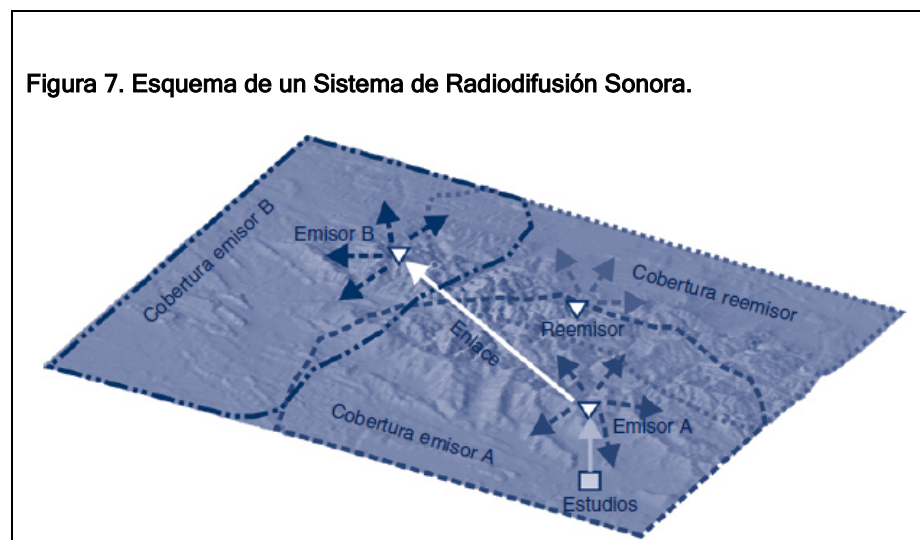 Figura 7. Esquema de un Sistema de Radiodifusión Sonora.
Cobertura emisor B
Emisor B
Cobertura reemisor
Reemisor
Enlace
Cobertura emisor A
Emisor A
Estudios